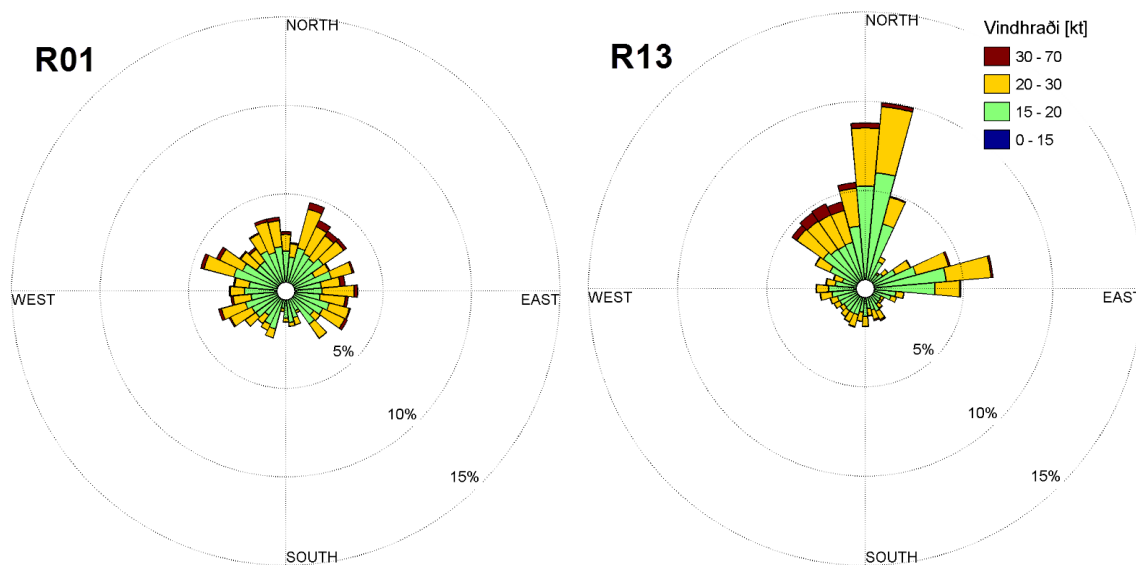 R01
NORTH
WEST
EAST
SOUTH
5%
10%
15%
R13
NORTH
WEST
EAST
SOUTH
5%
10%
15%
Vindhraði [kt]
30 - 70
20 - 30
15 - 20
0 - 15